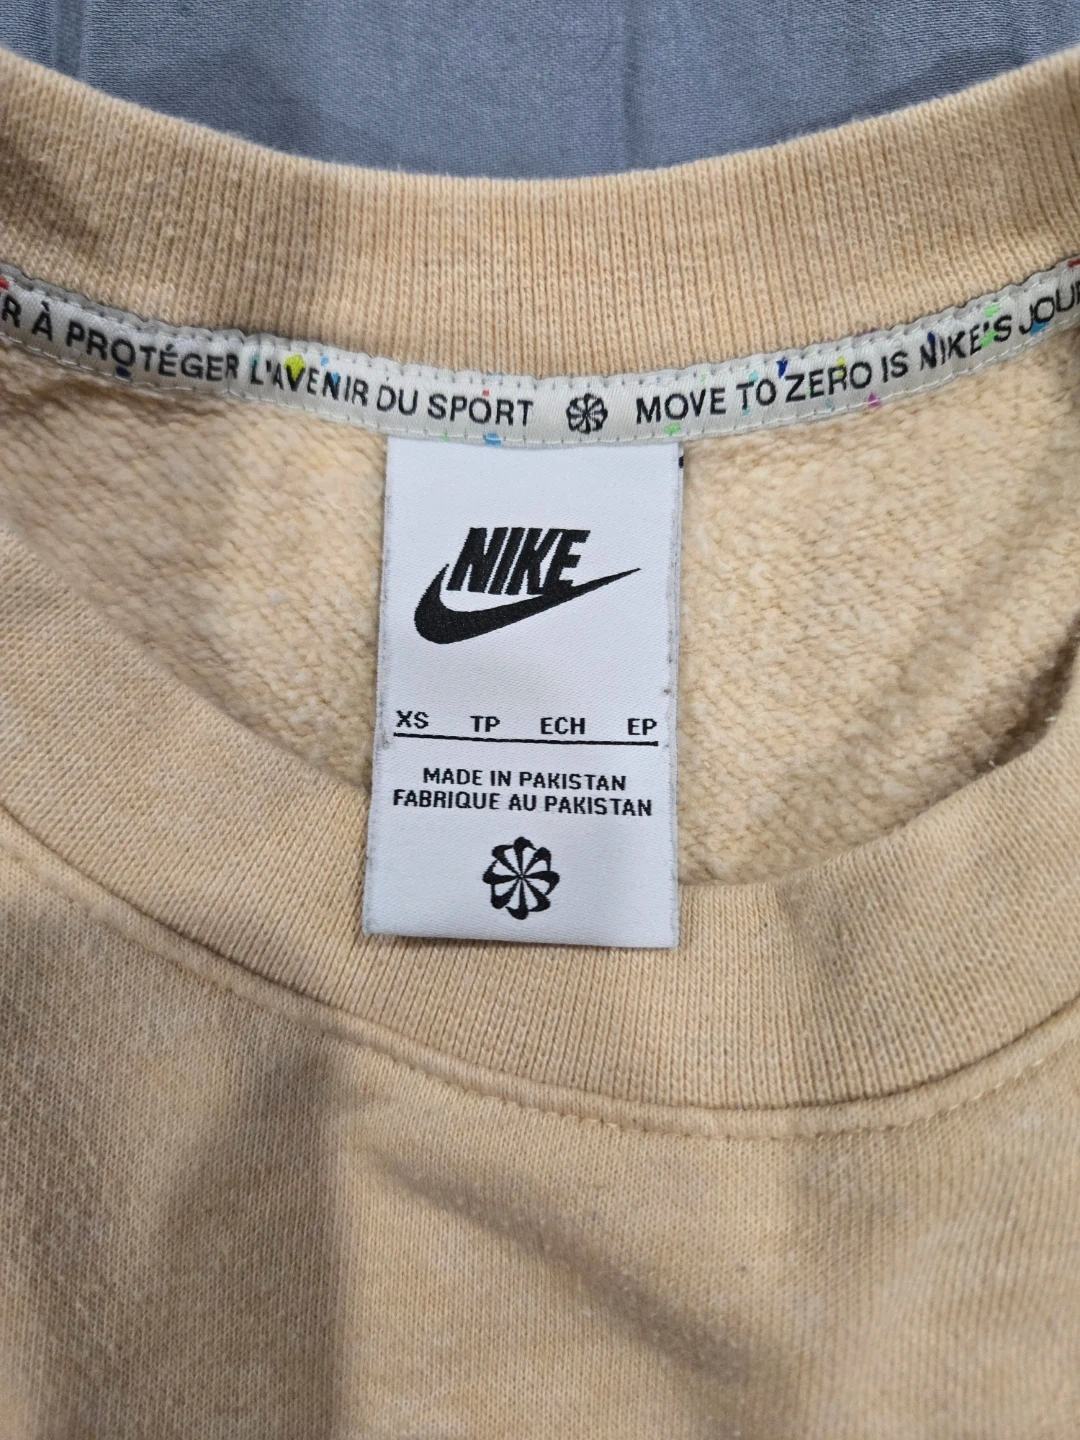 R À PROTÉGER L'AVENIR DU SPORT MOVE TO ZERO IS NIKE'S JOU
NIKE
XS TP ECH EP
MADE IN PAKISTAN
FABRIQUE AU PAKISTAN